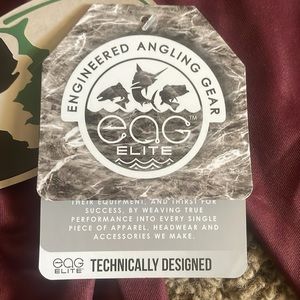 ENGINEERED ANGLING GEAR
eag™
ELITE
THEIR EQUIPMENT, AND THIRST FOR
SUCCESS, BY WEAVING TRUE
PERFORMANCE INTO EVERY SINGLE
PIECE OF APPAREL, HEADWEAR AND
ACCESSORIES WE MAKE.
eag
ELITE
TECHNICALLY DESIGNED